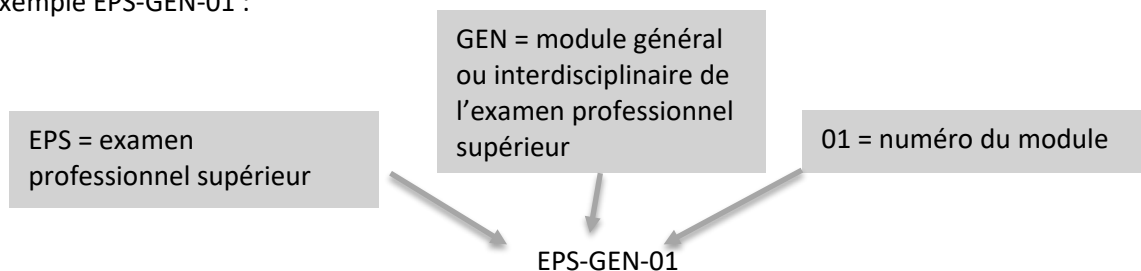 exemple EPS-GEN-01 :
GEN = module général
ou interdisciplinaire de
l'examen professionnel
supérieur
EPS = examen
professionnel supérieur
01 = numéro du module
EPS-GEN-01